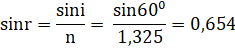 sinr = sini/n = sin60⁰/1,325 = 0,654